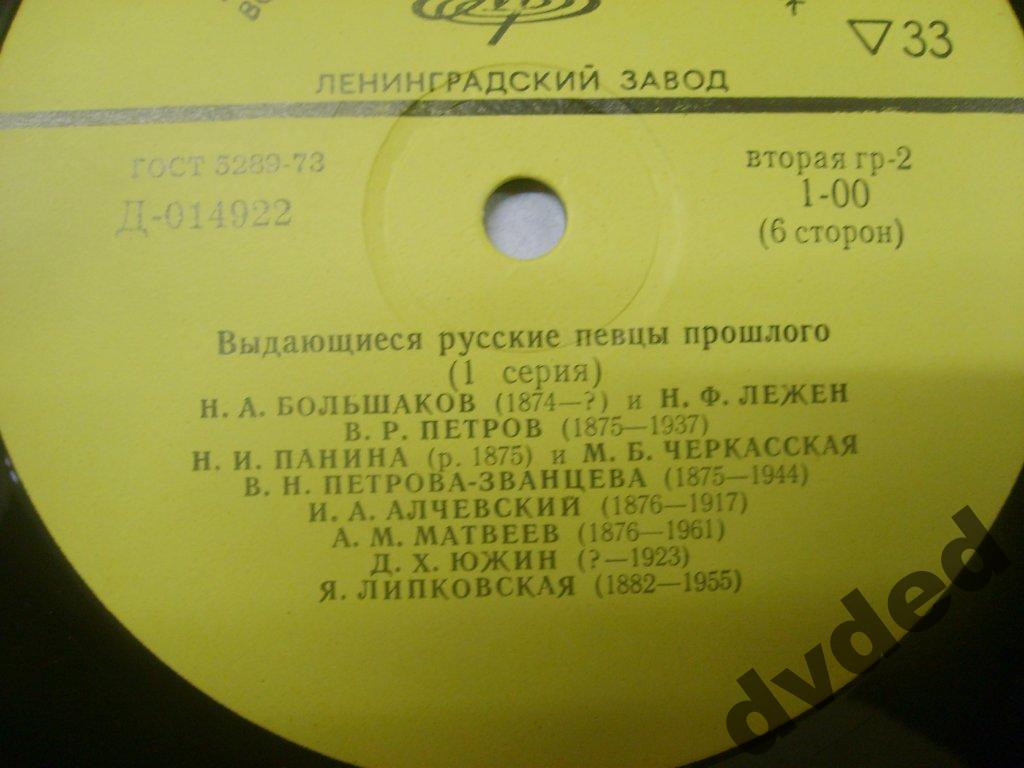 33
ЛЕНИНГРАДСКИЙ ЗАВОД
ГОСТ 5289-73
Д-014922
вторая гр-2
1-00
(6 сторон)
Выдающиеся русские певцы прошлого
(1 серия)
Н. А. БОЛЬШАКОВ (1874—?) и Н. Ф. ЛЕЖЕН
В. Р. ПЕТРОВ (1875—1937)
Н. И. ПАНИНА (р. 1875) и М. Б. ЧЕРКАССКАЯ
В. Н. ПЕТРОВА-ЗВАНЦЕВА (1875—1944)
И. А. АЛЧЕВСКИЙ (1876—1917)
А. М. МАТВЕЕВ (1876—1961)
Д. Х. ЮЖИН (?—1923)
Я. ЛИПКОВСКАЯ (1882—1955)
dvded